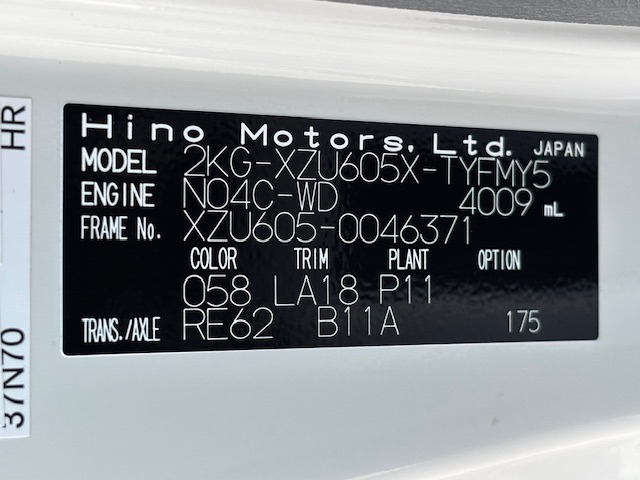 Hino Motors, Ltd. JAPAN
MODEL 2KG-XZU605X-TYFMY5
ENGINE N04C-WD 4009 mL
FRAME No. XZU605-0046371
COLOR TRIM PLANT OPTION
058 LA18 P11
TRANS./AXLE RE62 B11A 175
HR
37N70